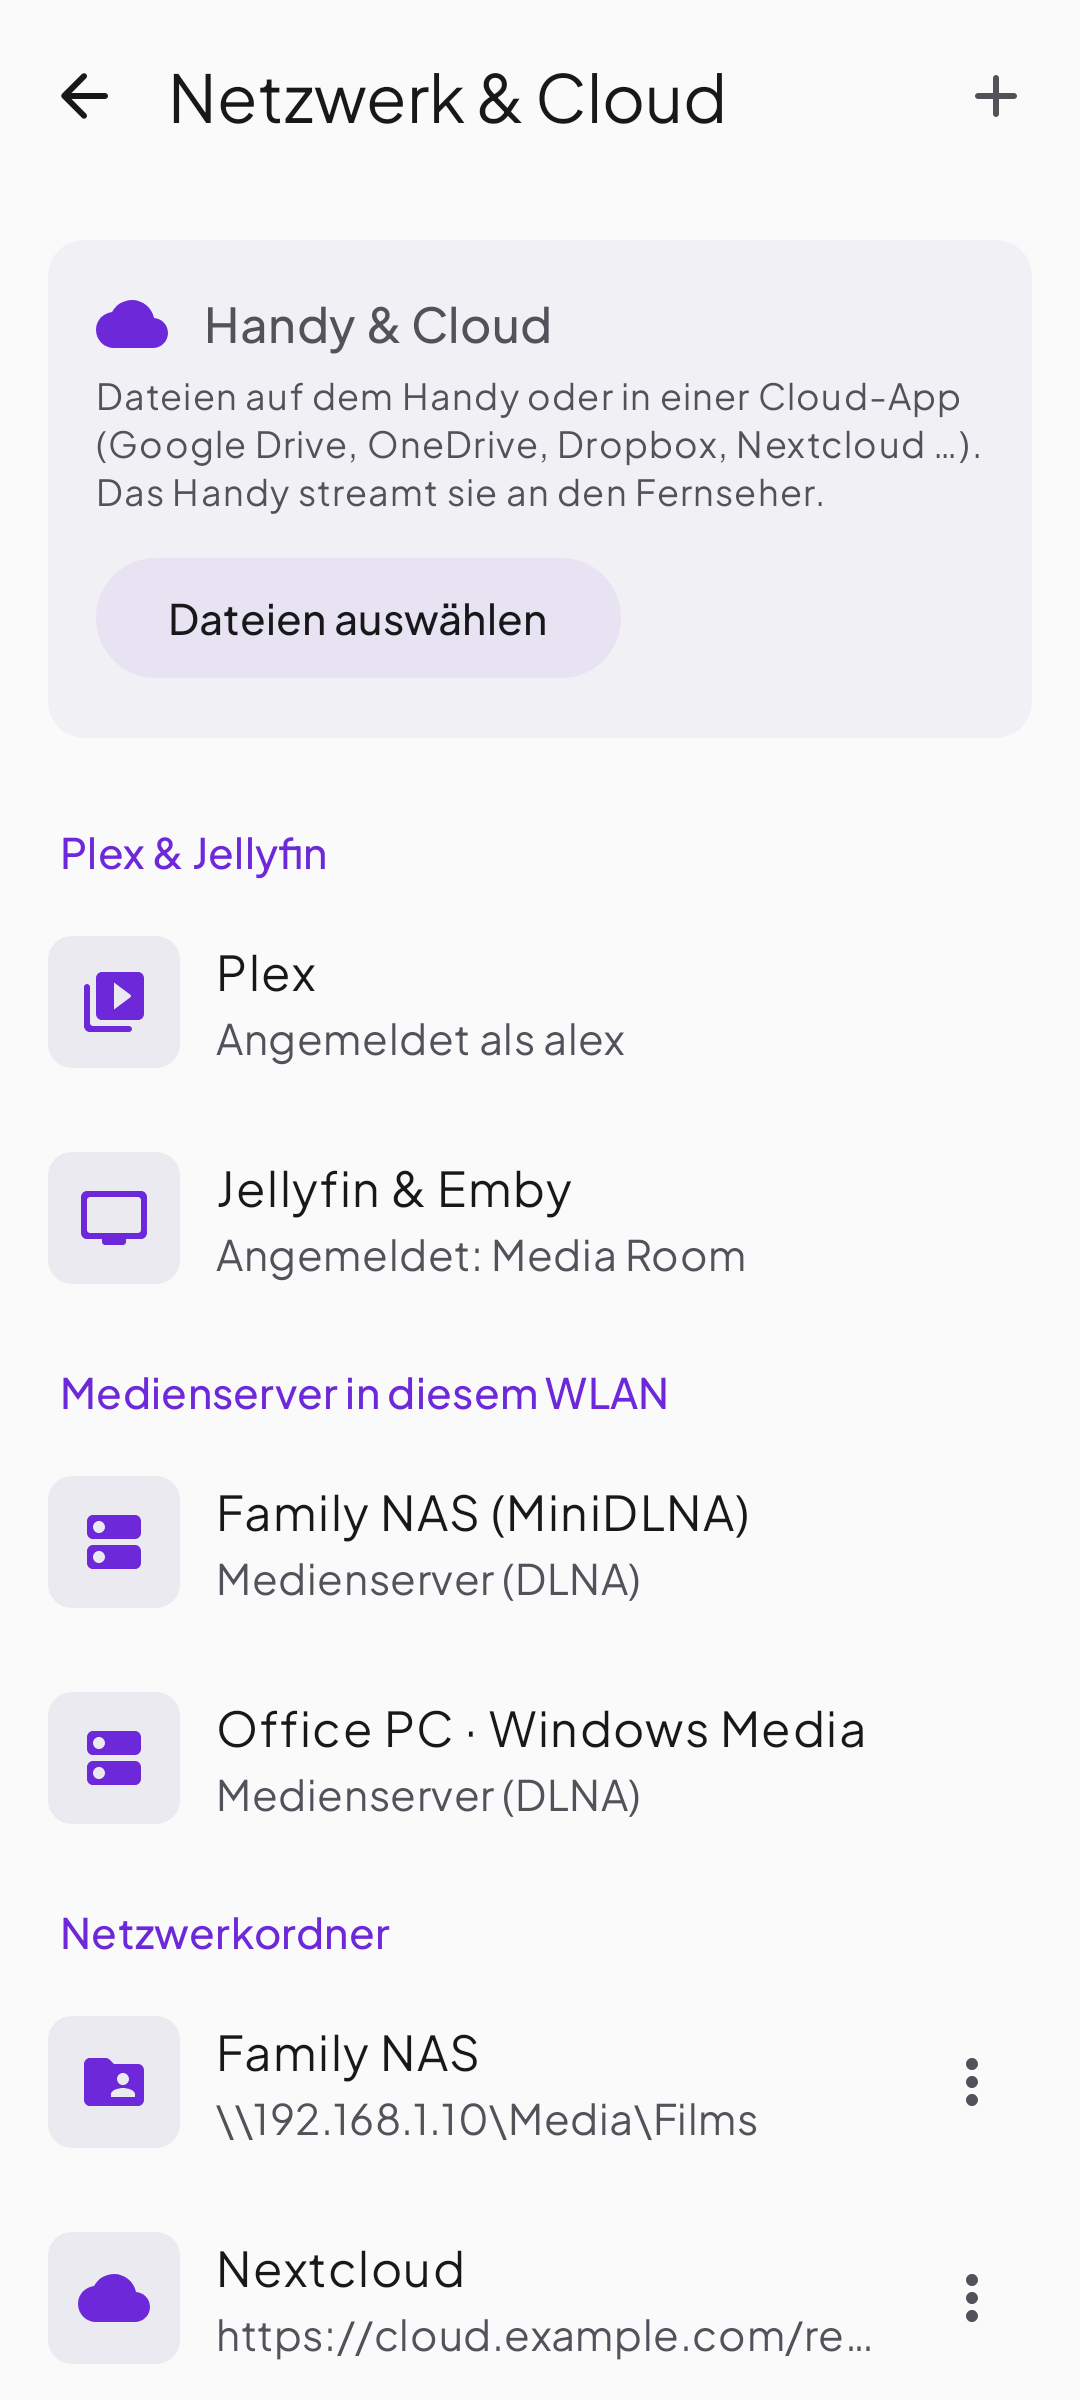 Netzwerk & Cloud
Handy & Cloud
Dateien auf dem Handy oder in einer Cloud-App
(Google Drive, OneDrive, Dropbox, Nextcloud …).
Das Handy streamt sie an den Fernseher.
Dateien auswählen
Plex & Jellyfin
Plex
Angemeldet als alex
Jellyfin & Emby
Angemeldet: Media Room
Medienserver in diesem WLAN
Family NAS (MiniDLNA)
Medienserver (DLNA)
Office PC · Windows Media
Medienserver (DLNA)
Netzwerkordner
Family NAS
\\192.168.1.10\Media\Films
Nextcloud
https://cloud.example.com/re…